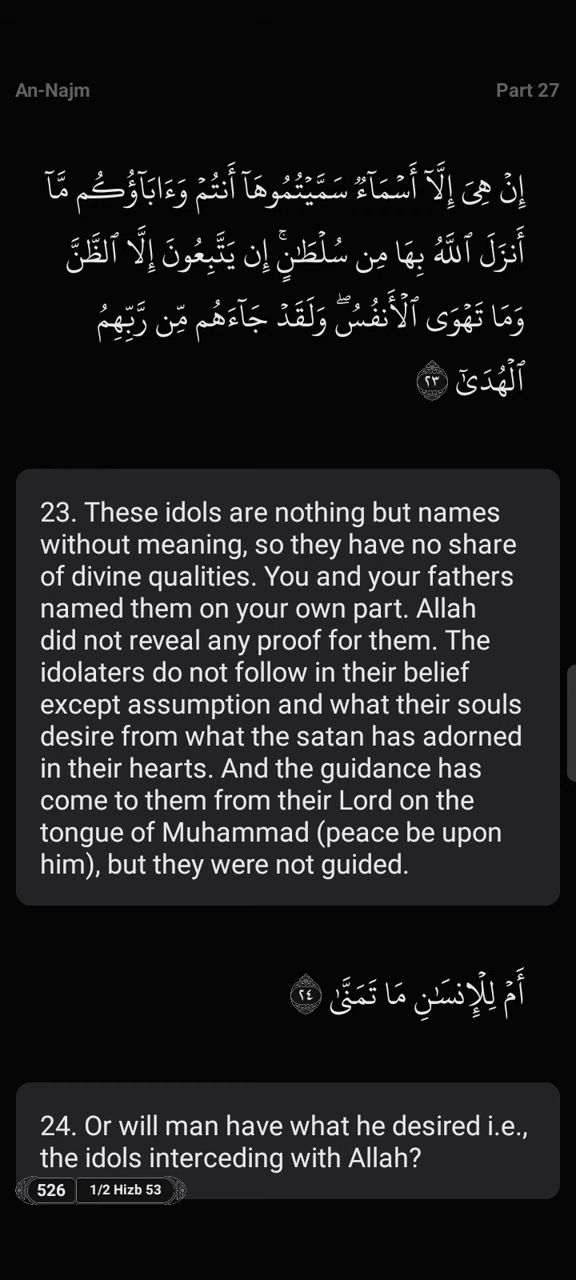 An-Najm
Part 27
إِنۡ هِيَ إِلَّآ أَسۡمَآءٞ سَمَّيۡتُمُوهَآ أَنتُمۡ وَءَابَآؤُكُم مَّآ
أَنزَلَ ٱللَّهُ بِهَا مِن سُلۡطَٰنٍۚ إِن يَتَّبِعُونَ إِلَّا ٱلظَّنَّ
وَمَا تَهۡوَى ٱلۡأَنفُسُۖ وَلَقَدۡ جَآءَهُم مِّن رَّبِّهِمُ
ٱلۡهُدَىٰٓ ٢٣
23. These idols are nothing but names
without meaning, so they have no share
of divine qualities. You and your fathers
named them on your own part. Allah
did not reveal any proof for them. The
idolaters do not follow in their belief
except assumption and what their souls
desire from what the satan has adorned
in their hearts. And the guidance has
come to them from their Lord on the
tongue of Muhammad (peace be upon
him), but they were not guided.
أَمۡ لِلۡإِنسَٰنِ مَا تَمَنَّىٰ ٢٤
24. Or will man have what he desired i.e.,
the idols interceding with Allah?
526
1/2 Hizb 53